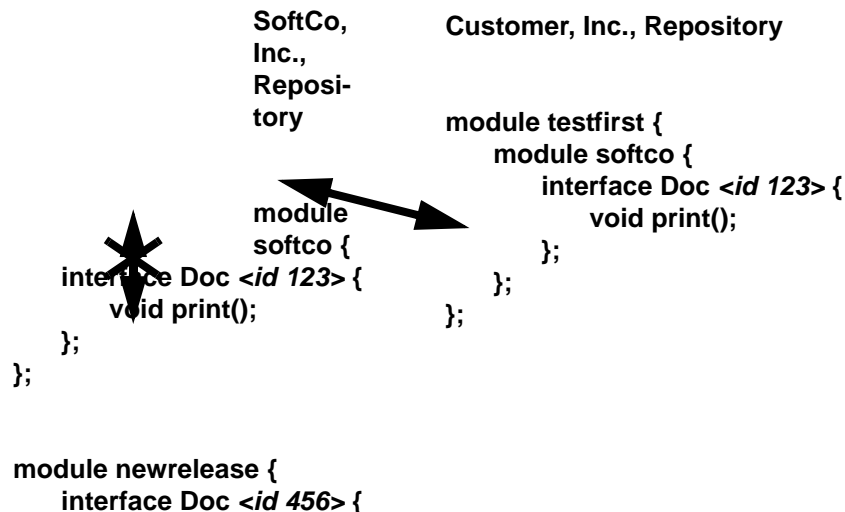 SoftCo,
Inc.,
Reposi-
tory
module
softco {
interface Doc <id 123> {
void print();
};
};
module newrelease {
interface Doc <id 456> {
Customer, Inc., Repository
module testfirst {
module softco {
interface Doc <id 123> {
void print();
};
};
};